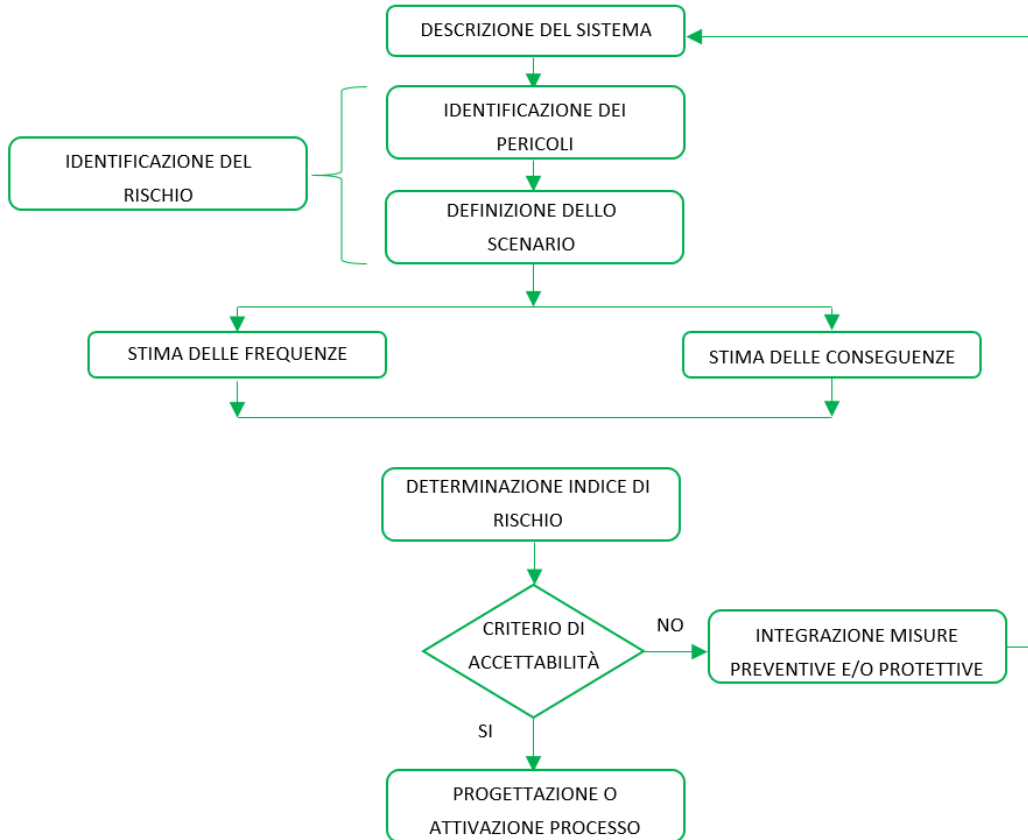 DESCRIZIONE DEL SISTEMA
IDENTIFICAZIONE DEI
PERICOLI
IDENTIFICAZIONE DEL
RISCHIO
DEFINIZIONE DELLO
SCENARIO
STIMA DELLE FREQUENZE
STIMA DELLE CONSEGUENZE
DETERMINAZIONE INDICE DI
RISCHIO
CRITERIO DI
ACCETTABILITÀ
NO
INTEGRAZIONE MISURE
PREVENTIVE E/O PROTETTIVE
SI
PROGETTAZIONE O
ATTIVAZIONE PROCESSO